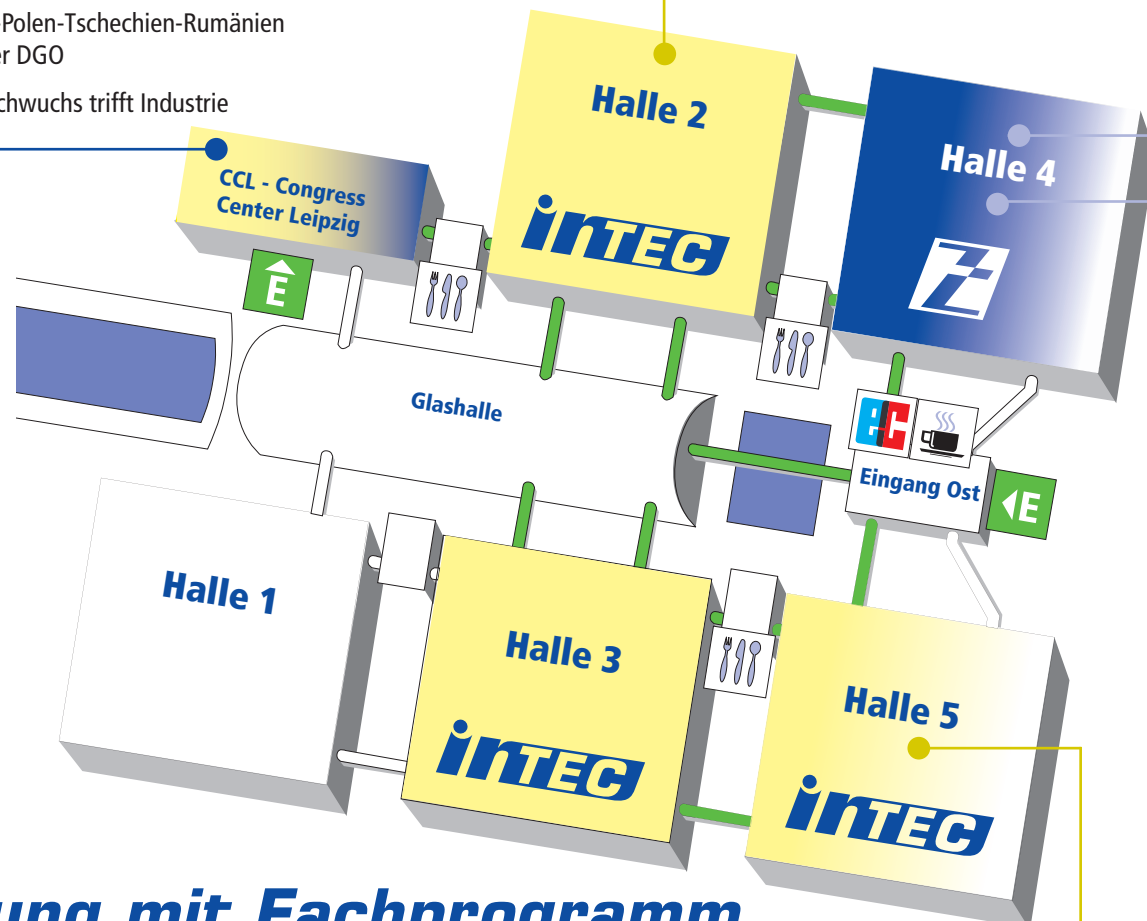 -Polen-Tschechien-Rumänien
er DGO
chwuchs trifft Industrie
Halle 2
Halle 4
CCL - Congress
Center Leipzig
inTEC
Z
E
Glashalle
EC
Eingang Ost
E
Halle 1
Halle 3
inTEC
Halle 5
inTEC
ung mit Fachprogramm